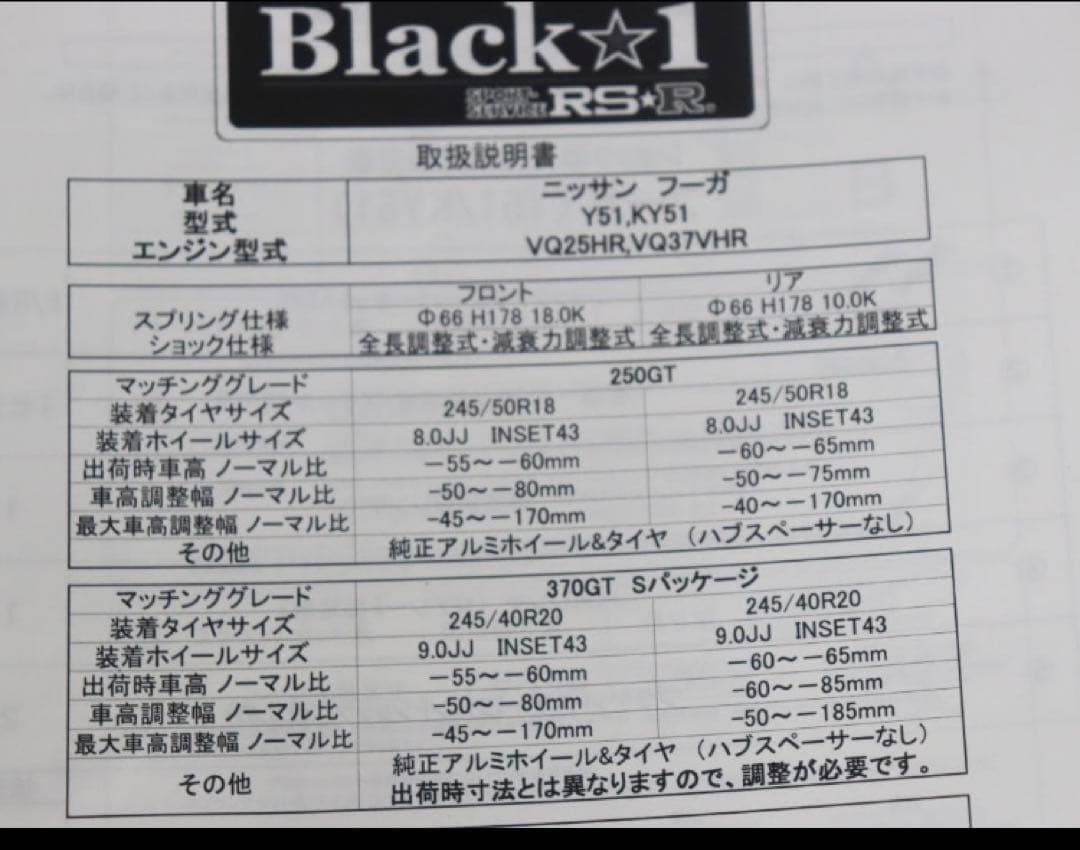 Black☆1
SPORTS SERVICE RS★R®
取扱説明書
車名 ニッサン フーガ
型式 Y51,KY51
エンジン型式 VQ25HR,VQ37VHR
フロント リア
スプリング仕様 Φ66 H178 18.0K Φ66 H178 10.0K
ショック仕様 全長調整式・減衰力調整式 全長調整式・減衰力調整式
マッチンググレード 250GT
装着タイヤサイズ 245/50R18 245/50R18
装着ホイールサイズ 8.0JJ INSET43 8.0JJ INSET43
出荷時車高 ノーマル比 -55～-60mm -60～-65mm
車高調整幅 ノーマル比 -50～-80mm -50～-75mm
最大車高調整幅 ノーマル比 -45～-170mm -40～-170mm
その他 純正アルミホイール&タイヤ (ハブスペーサーなし)
マッチンググレード 370GT Sパッケージ
装着タイヤサイズ 245/40R20 245/40R20
装着ホイールサイズ 9.0JJ INSET43 9.0JJ INSET43
出荷時車高 ノーマル比 -55～-60mm -60～-65mm
車高調整幅 ノーマル比 -50～-80mm -60～-85mm
最大車高調整幅 ノーマル比 -45～-170mm -50～-185mm
その他 純正アルミホイール&タイヤ (ハブスペーサーなし)
出荷時寸法とは異なりますので、調整が必要です。